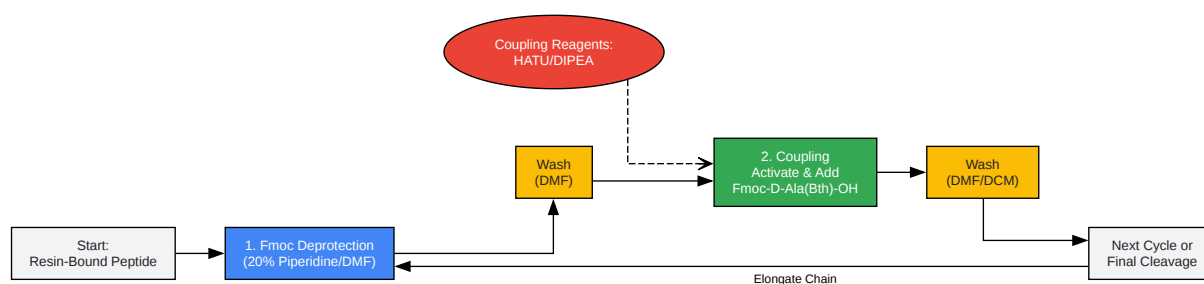 Coupling Reagents:
HATU/DIPEA
Wash
(DMF)
2. Coupling
Activate & Add
Fmoc-D-Ala(Bth)-OH
Wash
(DMF/DCM)
Start:
Resin-Bound Peptide
1. Fmoc Deprotection
(20% Piperidine/DMF)
Next Cycle or
Final Cleavage
Elongate Chain